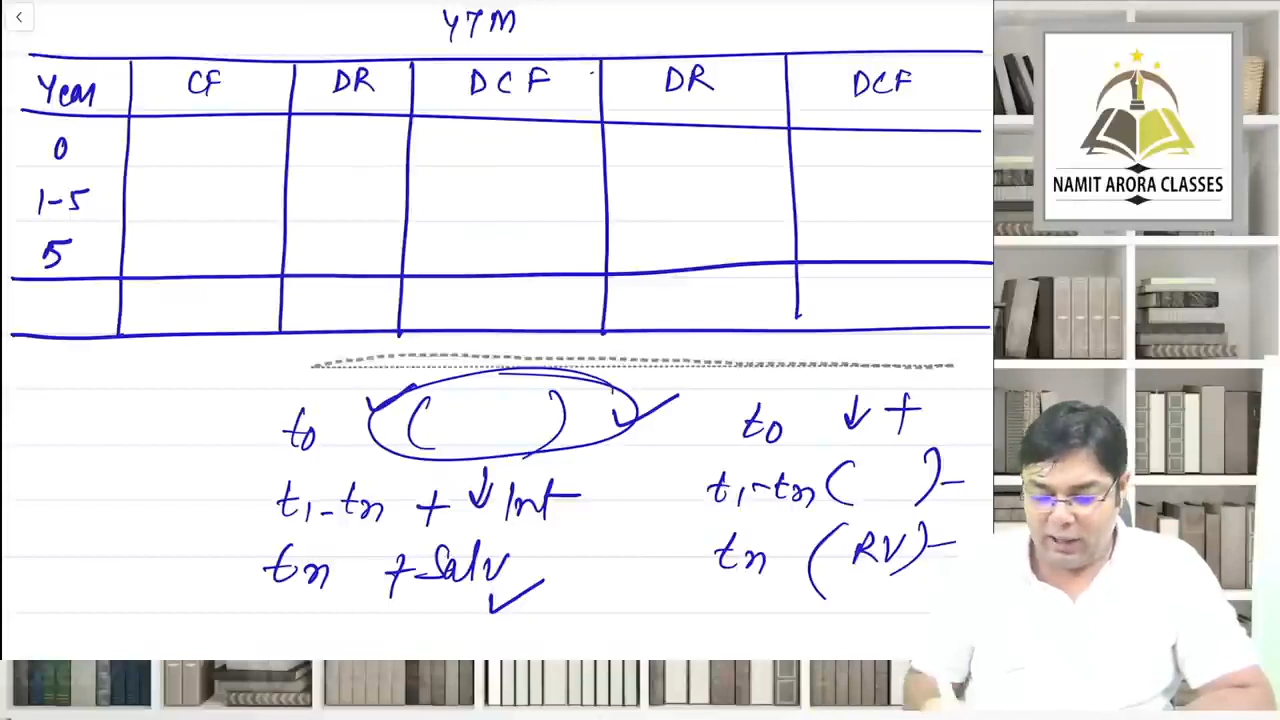 YTM
Year CF DR DCF DR DCF
0
1-5
5
t0 ( ) t0 ↓ +
t1-tn + ↓ Int t1-tn ( ) -
tn + Salv tn (RV) -
NAMIT ARORA CLASSES